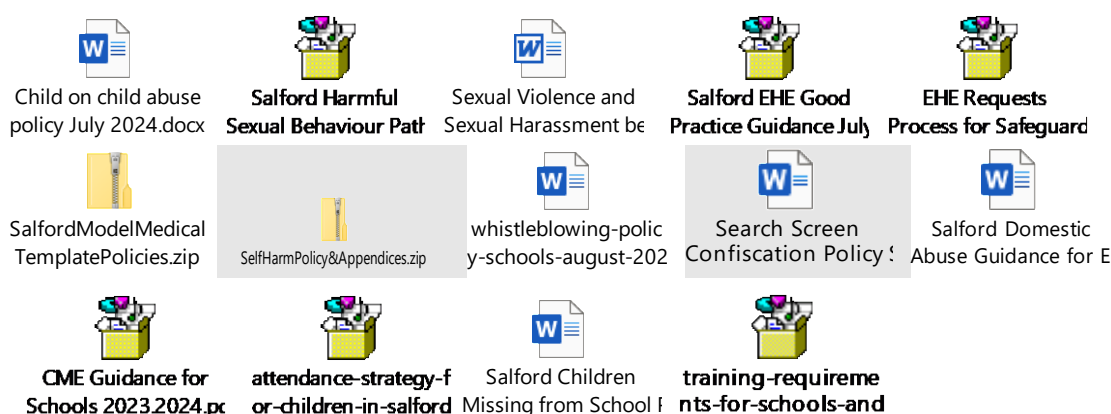 Child on child abuse
policy July 2024.docx
Salford Harmful
Sexual Behaviour Path
Sexual Violence and
Sexual Harassment be
Salford EHE Good
Practice Guidance July
EHE Requests
Process for Safeguard
SalfordModelMedical
TemplatePolicies.zip
SelfHarmPolicy&Appendices.zip
whistleblowing-polic
y-schools-august-202
Search Screen
Confiscation Policy S
Salford Domestic
Abuse Guidance for E
CME Guidance for
Schools 2023.2024.pd
attendance-strategy-f
or-children-in-salford
Salford Children
Missing from School
training-requireme
nts-for-schools-and